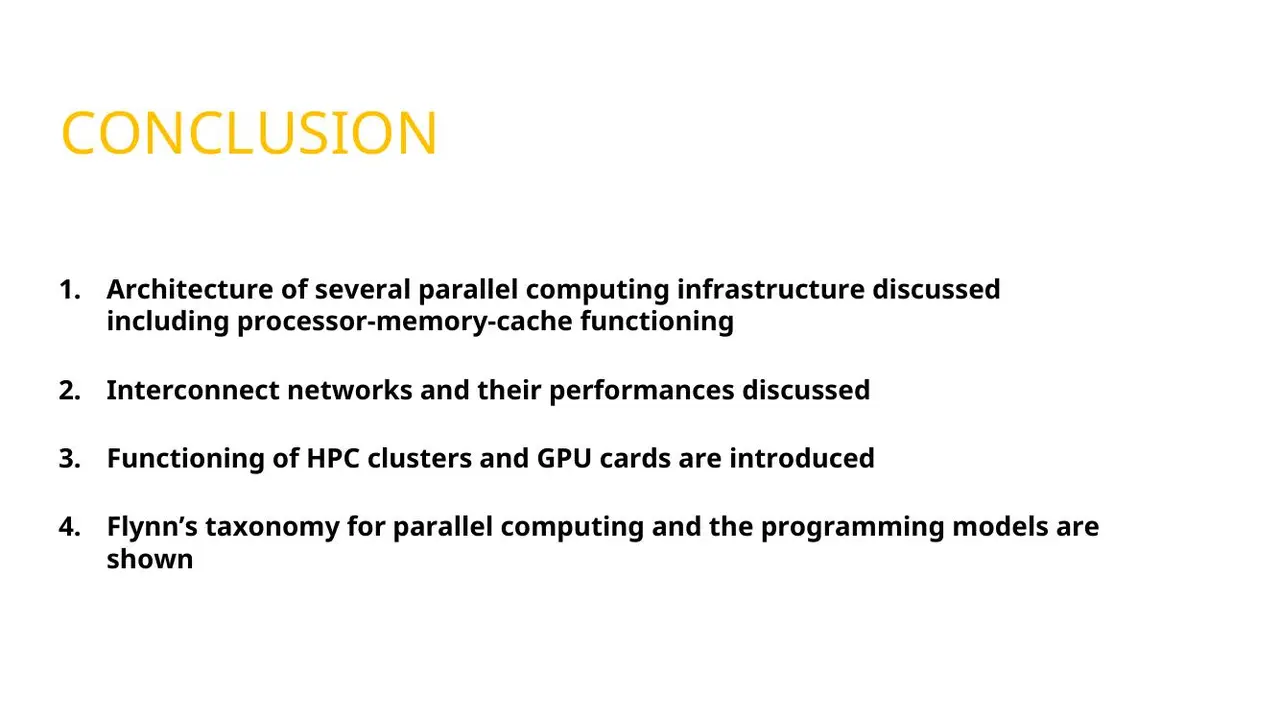 CONCLUSION
1. Architecture of several parallel computing infrastructure discussed
including processor-memory-cache functioning
2. Interconnect networks and their performances discussed
3. Functioning of HPC clusters and GPU cards are introduced
4. Flynn’s taxonomy for parallel computing and the programming models are
shown